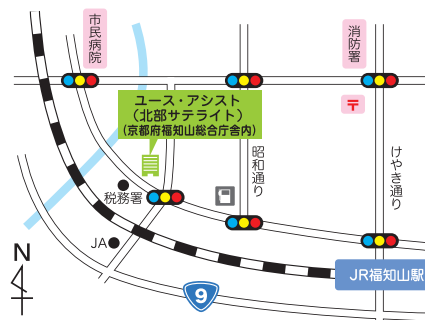 市民病院
消防署
〒
ユース・アシスト
（北部サテライト）
（京都府福知山総合庁舎内）
昭和通り
けやき通り
税務署
JA
N
9
JR福知山駅